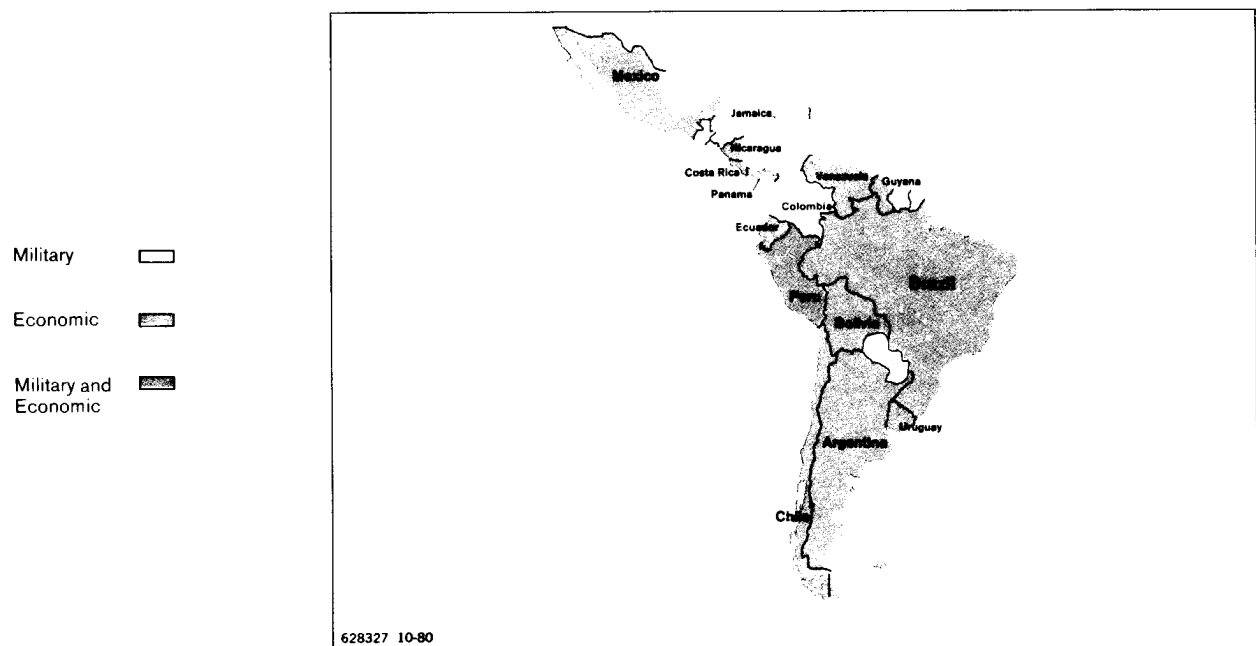 Military
Economic
Military and
Economic
Mexico
Jamaica
Nicaragua
Costa Rica
Panama
Venezuela
Guyana
Colombia
Ecuador
Brazil
Peru
Bolivia
Uruguay
Argentina
Chile
628327 10-80